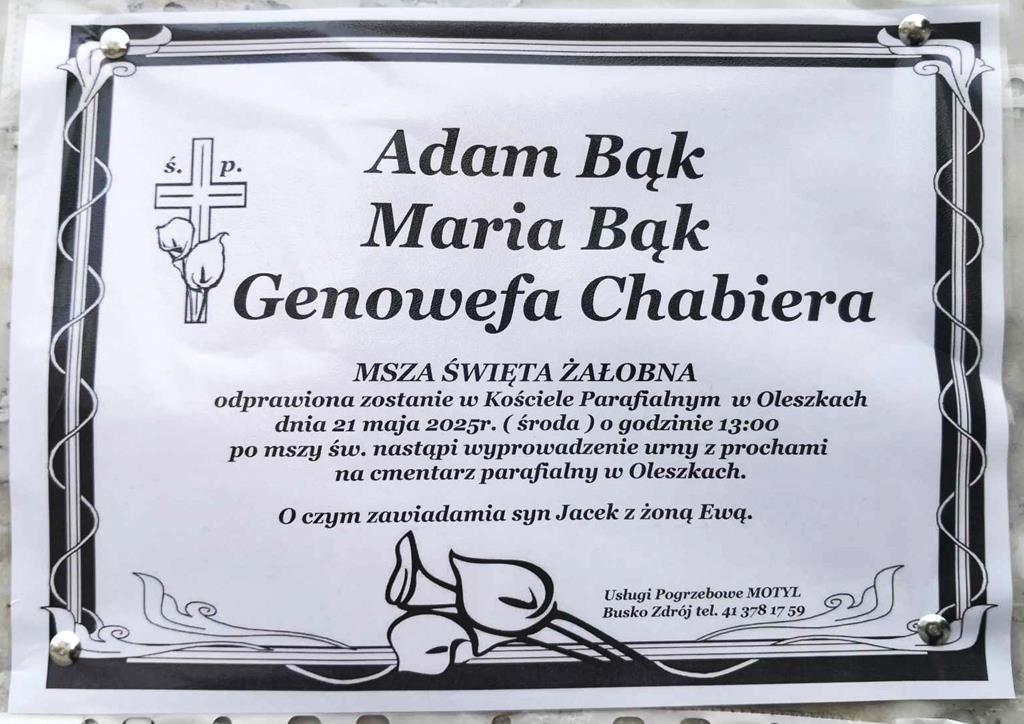 ś. p.
Adam Bąk
Maria Bąk
Genowefa Chabiera
MSZA ŚWIĘTA ŻAŁOBNA
odprawiona zostanie w Kościele Parafialnym w Oleszkach
dnia 21 maja 2025r. ( środa ) o godzinie 13:00
po mszy św. nastąpi wyprowadzenie urny z prochami
na cmentarz parafialny w Oleszkach.
O czym zawiadamia syn Jacek z żoną Ewą.
Usługi Pogrzebowe MOTYL
Busko Zdrój tel. 41 378 17 59